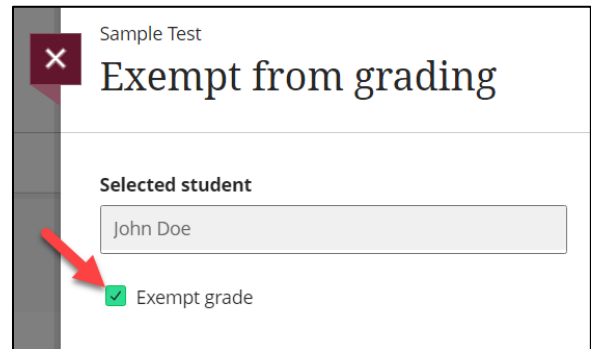 Sample Test
Exempt from grading
Selected student
John Doe
Exempt grade